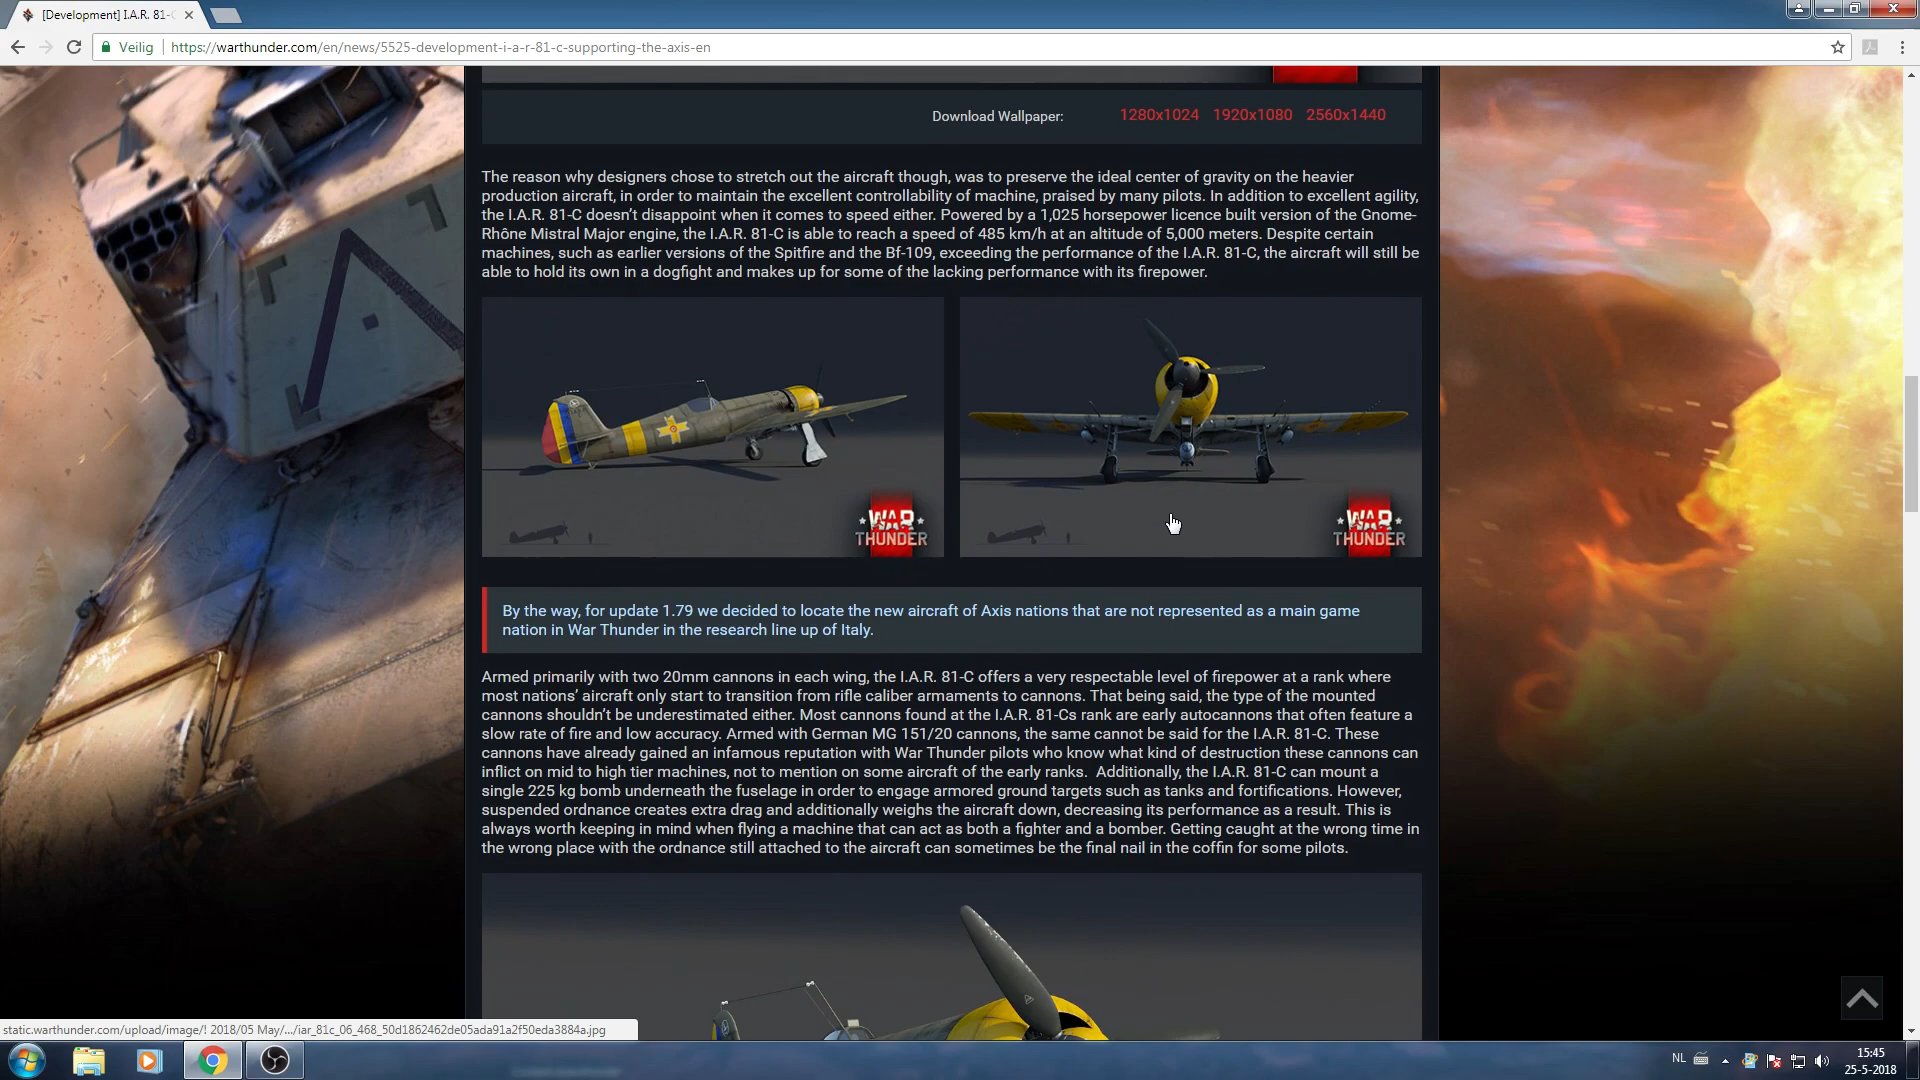 [Development] I.A.R. 81-C
Veilig
https://warthunder.com/en/news/5525-development-i-a-r-81-c-supporting-the-axis-en
Download Wallpaper: 1280x1024 1920x1080 2560x1440
The reason why designers chose to stretch out the aircraft though, was to preserve the ideal center of gravity on the heavier
production aircraft, in order to maintain the excellent controllability of machine, praised by many pilots. In addition to excellent agility,
the I.A.R. 81-C doesn't disappoint when it comes to speed either. Powered by a 1,025 horsepower licence built version of the Gnome-
Rhône Mistral Major engine, the I.A.R. 81-C is able to reach a speed of 485 km/h at an altitude of 5,000 meters. Despite certain
machines, such as earlier versions of the Spitfire and the Bf-109, exceeding the performance of the I.A.R. 81-C, the aircraft will still be
able to hold its own in a dogfight and makes up for some of the lacking performance with its firepower.
WAR
THUNDER
WAR
THUNDER
By the way, for update 1.79 we decided to locate the new aircraft of Axis nations that are not represented as a main game
nation in War Thunder in the research line up of Italy.
Armed primarily with two 20mm cannons in each wing, the I.A.R. 81-C offers a very respectable level of firepower at a rank where
most nations' aircraft only start to transition from rifle caliber armaments to cannons. That being said, the type of the mounted
cannons shouldn't be underestimated either. Most cannons found at the I.A.R. 81-Cs rank are early autocannons that often feature a
slow rate of fire and low accuracy. Armed with German MG 151/20 cannons, the same cannot be said for the I.A.R. 81-C. These
cannons have already gained an infamous reputation with War Thunder pilots who know what kind of destruction these cannons can
inflict on mid to high tier machines, not to mention on some aircraft of the early ranks. Additionally, the I.A.R. 81-C can mount a
single 225 kg bomb underneath the fuselage in order to engage armored ground targets such as tanks and fortifications. However,
suspended ordnance creates extra drag and additionally weighs the aircraft down, decreasing its performance as a result. This is
always worth keeping in mind when flying a machine that can act as both a fighter and a bomber. Getting caught at the wrong time in
the wrong place with the ordnance still attached to the aircraft can sometimes be the final nail in the coffin for some pilots.
static.warthunder.com/upload/image/! 2018/05 May/.../iar_81c_06_468_50d1862462de05ada91a2f50eda3884a.jpg
NL
15:45
25-5-2018